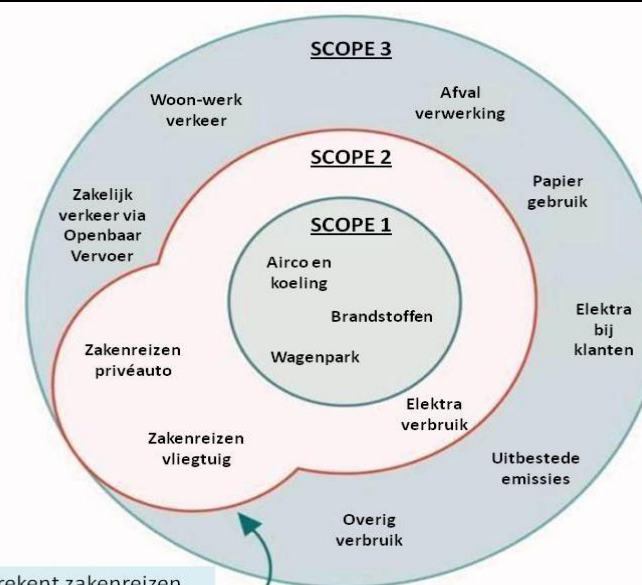 SCOPE 3
Woon-werk
verkeer
Afval
verwerking
SCOPE 2
Papier
gebruik
Zakelijk
verkeer via
Openbaar
Vervoer
SCOPE 1
Airco en
koeling
Brandstoffen
Wagenpark
Elektra
bij
klanten
Zakenreizen
privéauto
Elektra
verbruik
Zakenreizen
vliegtuig
Uitbestede
emissies
Overig
verbruik
zakenreizen